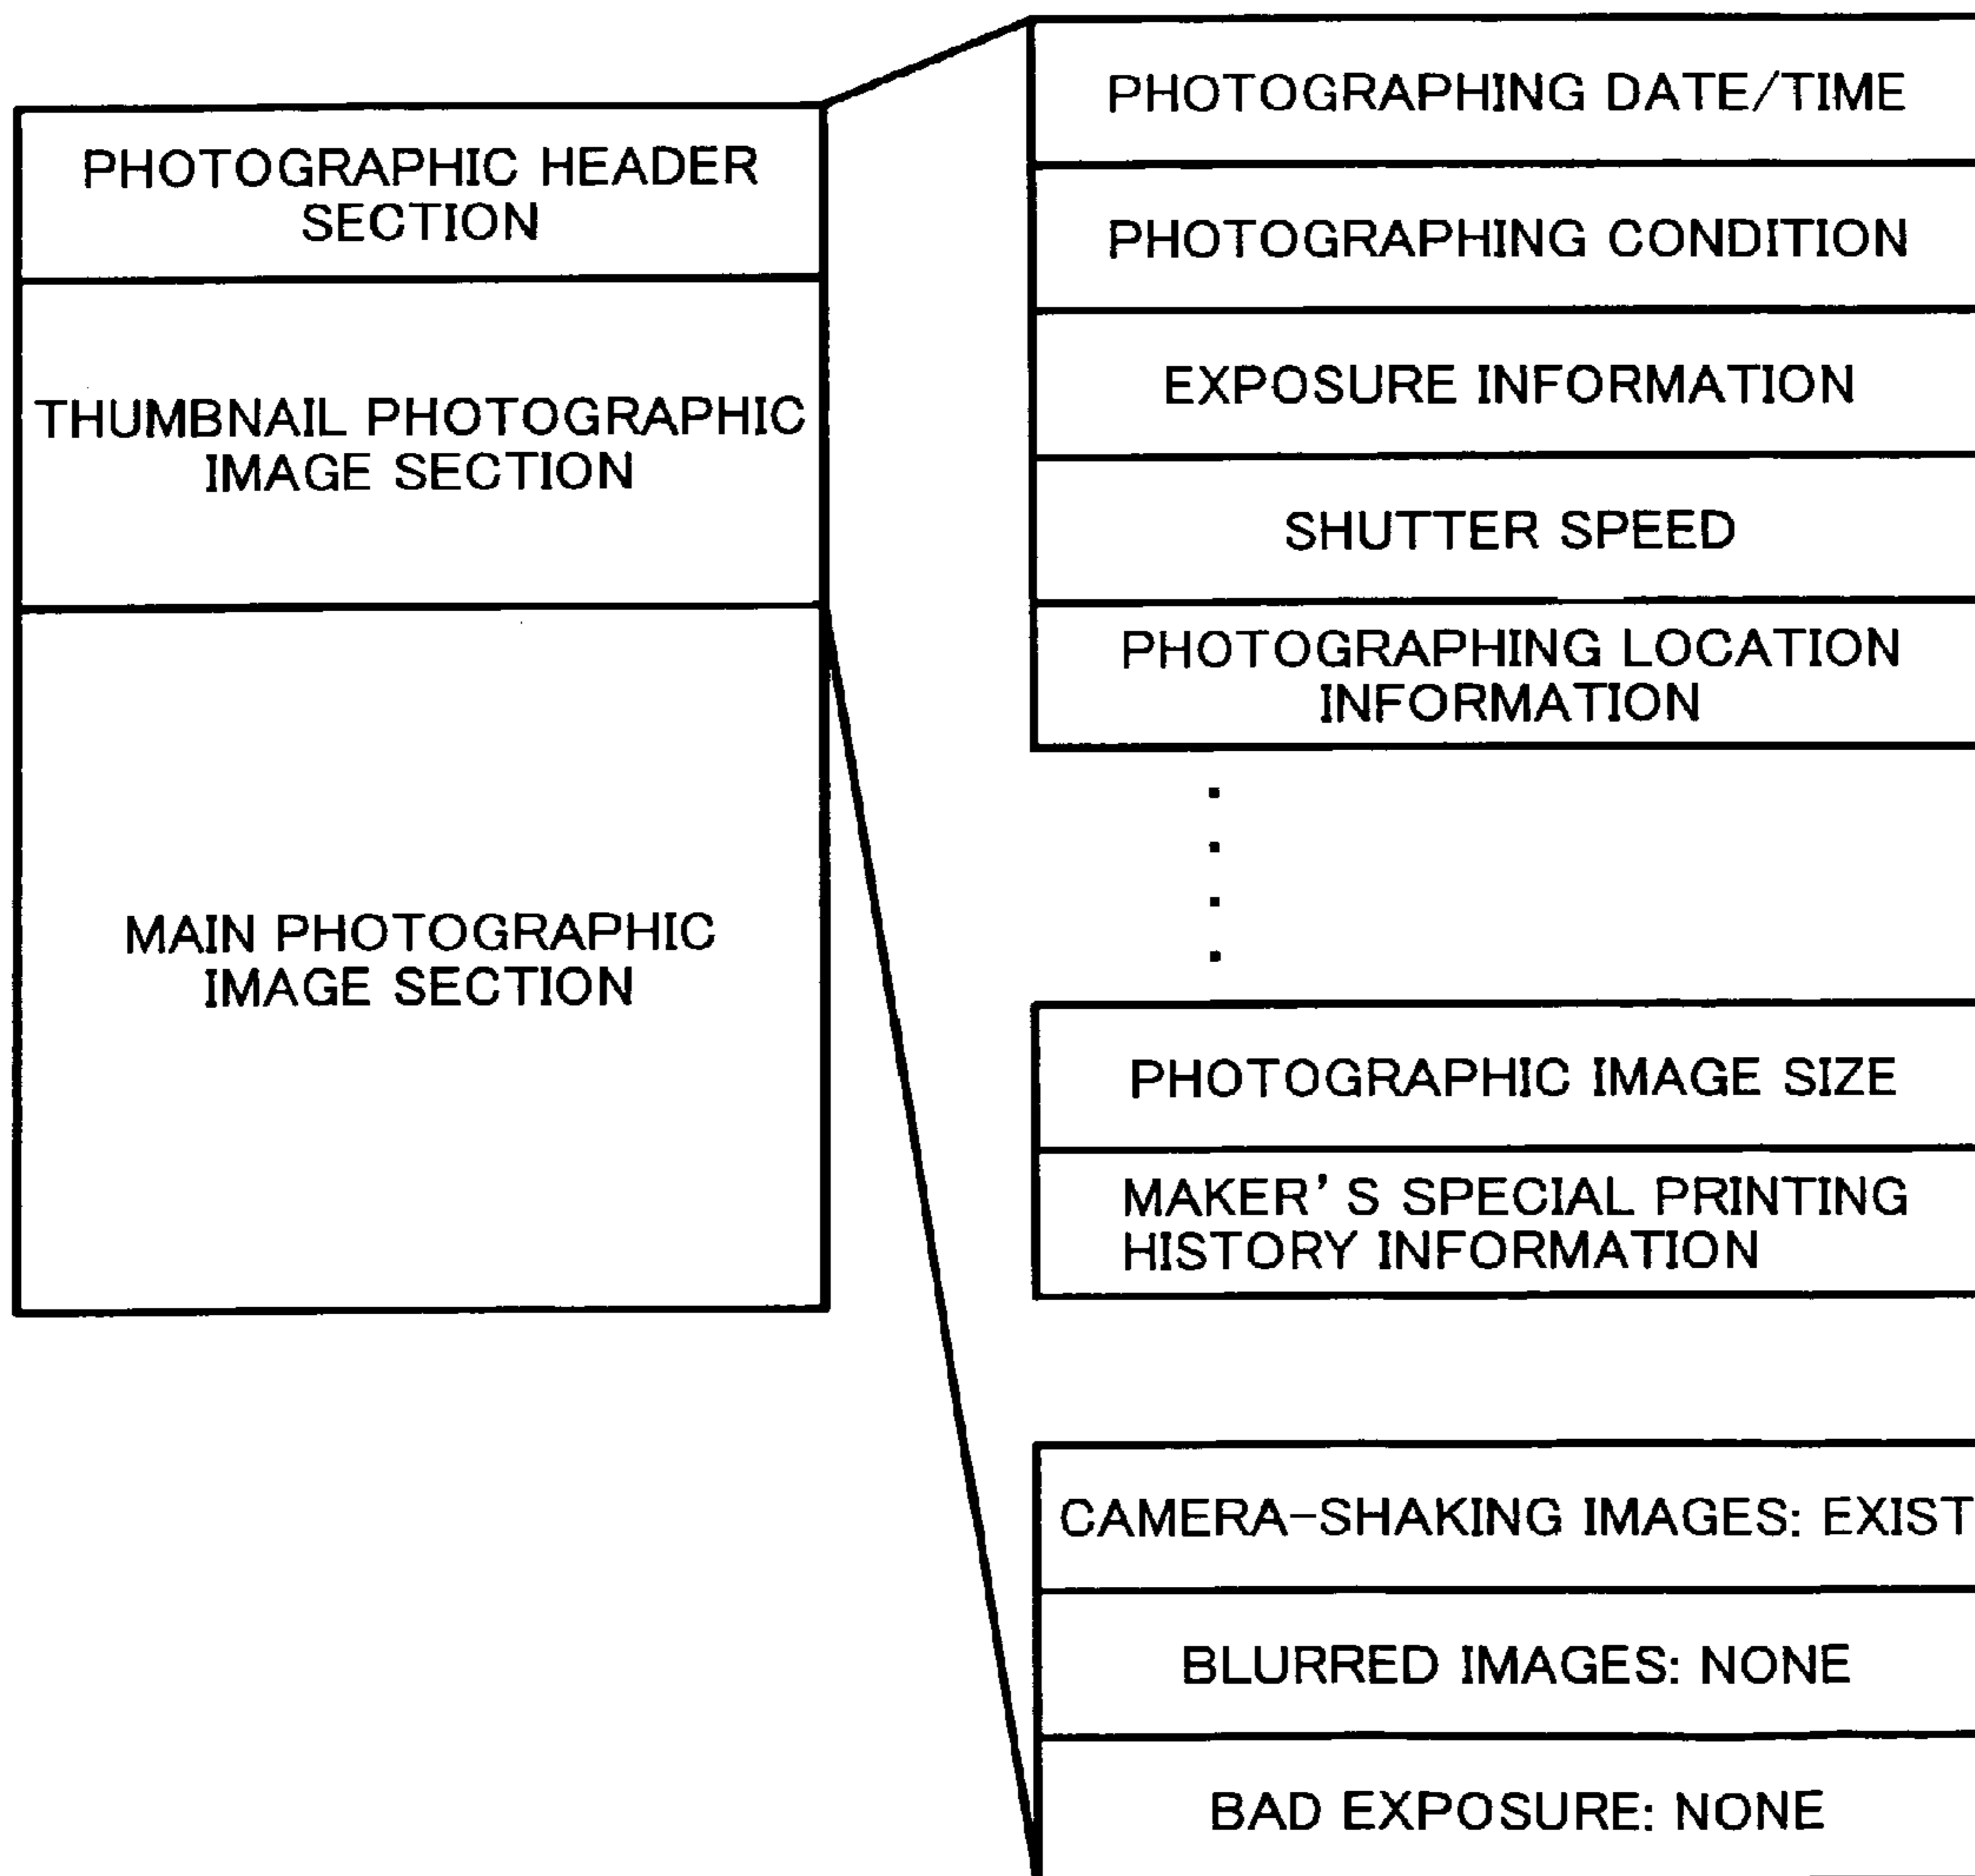 PHOTOGRAPHIC HEADER
SECTION
THUMBNAIL PHOTOGRAPHIC
IMAGE SECTION
MAIN PHOTOGRAPHIC
IMAGE SECTION
PHOTOGRAPHING DATE/TIME
PHOTOGRAPHING CONDITION
EXPOSURE INFORMATION
SHUTTER SPEED
PHOTOGRAPHING LOCATION
INFORMATION
PHOTOGRAPHIC IMAGE SIZE
MAKER'S SPECIAL PRINTING
HISTORY INFORMATION
CAMERA-SHAKING IMAGES: EXIST
BLURRED IMAGES: NONE
BAD EXPOSURE: NONE